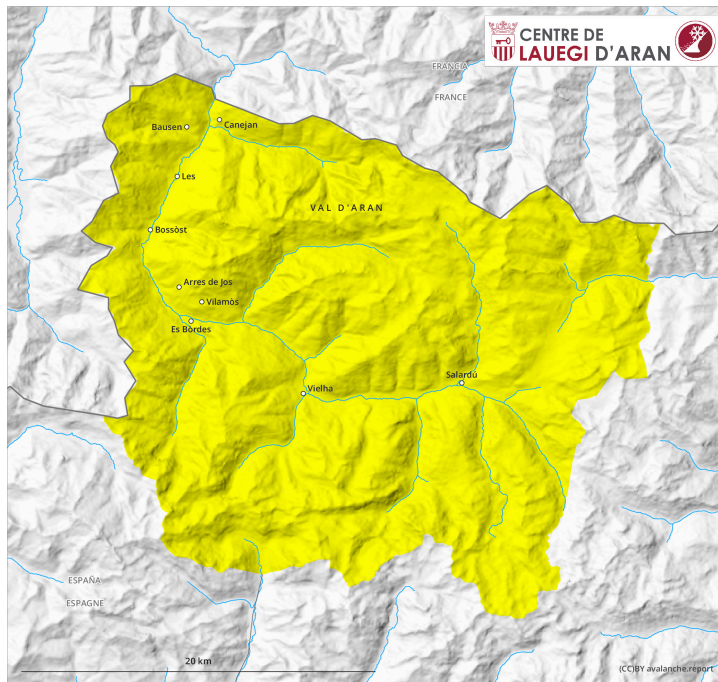 CENTRE DE
LAUEGI D'ARAN
FRANCIA
FRANCE
Bausen
Canejan
Les
VAL D'ARAN
Bossòst
Arres de Jos
Vilamòs
Es Bòrdes
Salardú
Vielha
ESPAÑA
ESPAGNE
20 km
(CC)BY avalanche.report